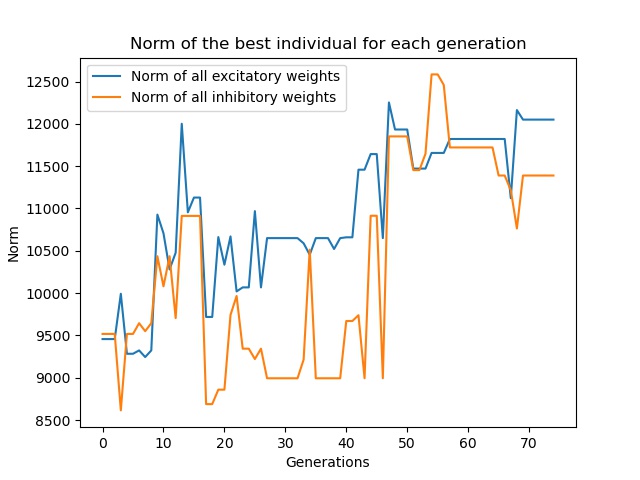 Norm of the best individual for each generation
Norm of all excitatory weights
Norm of all inhibitory weights
12500
12000
11500
11000
10500
10000
9500
9000
8500
Norm
0 10 20 30 40 50 60 70
Generations